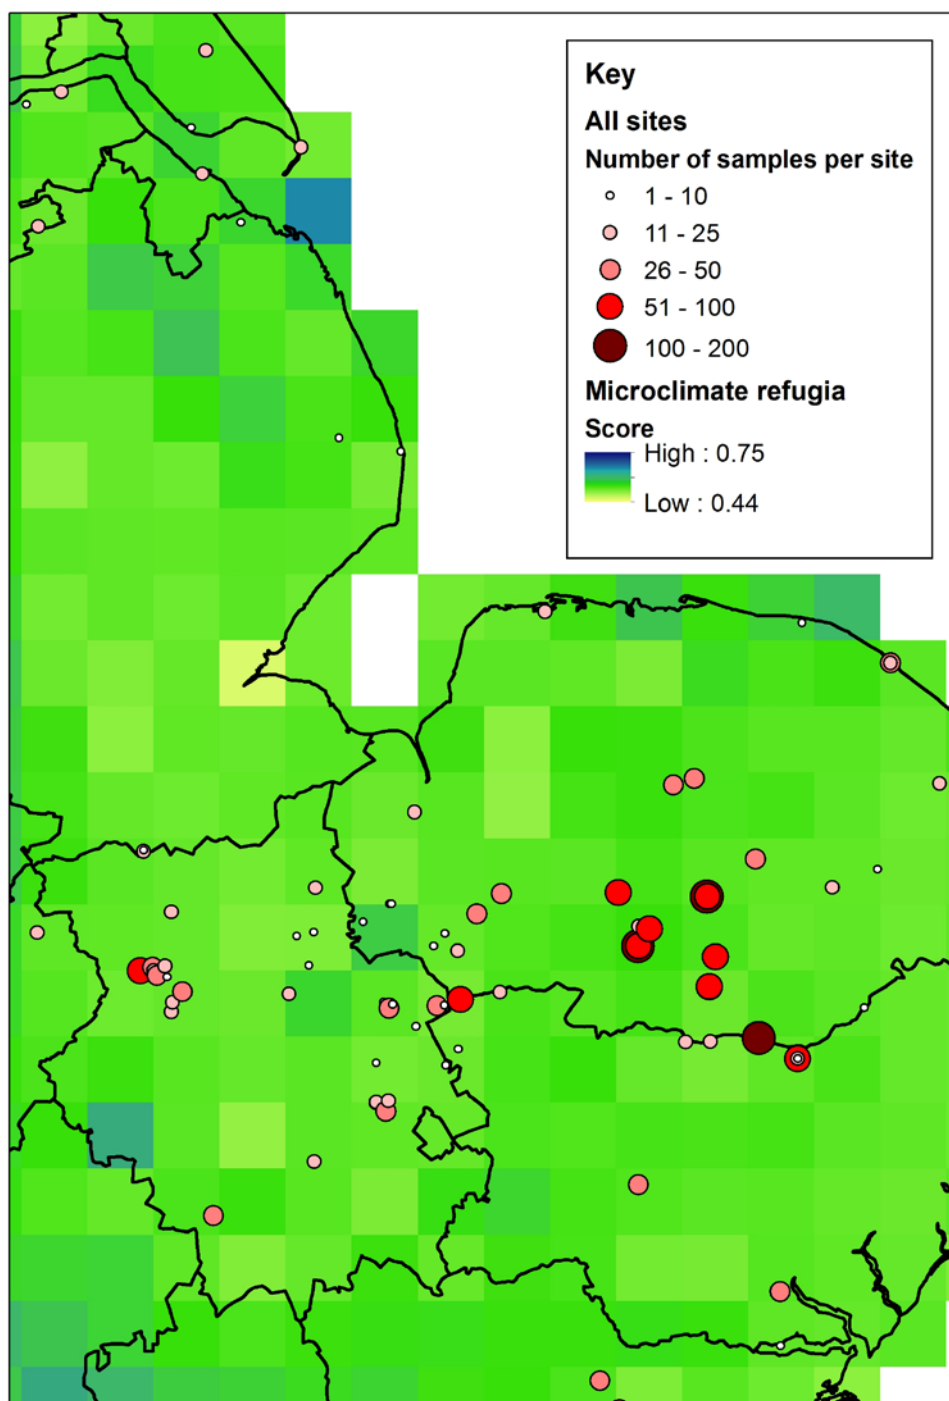 Key
All sites
Number of samples per site
1 - 10
11 - 25
26 - 50
51 - 100
100 - 200
Microclimate refugia
Score
High : 0.75
Low : 0.44